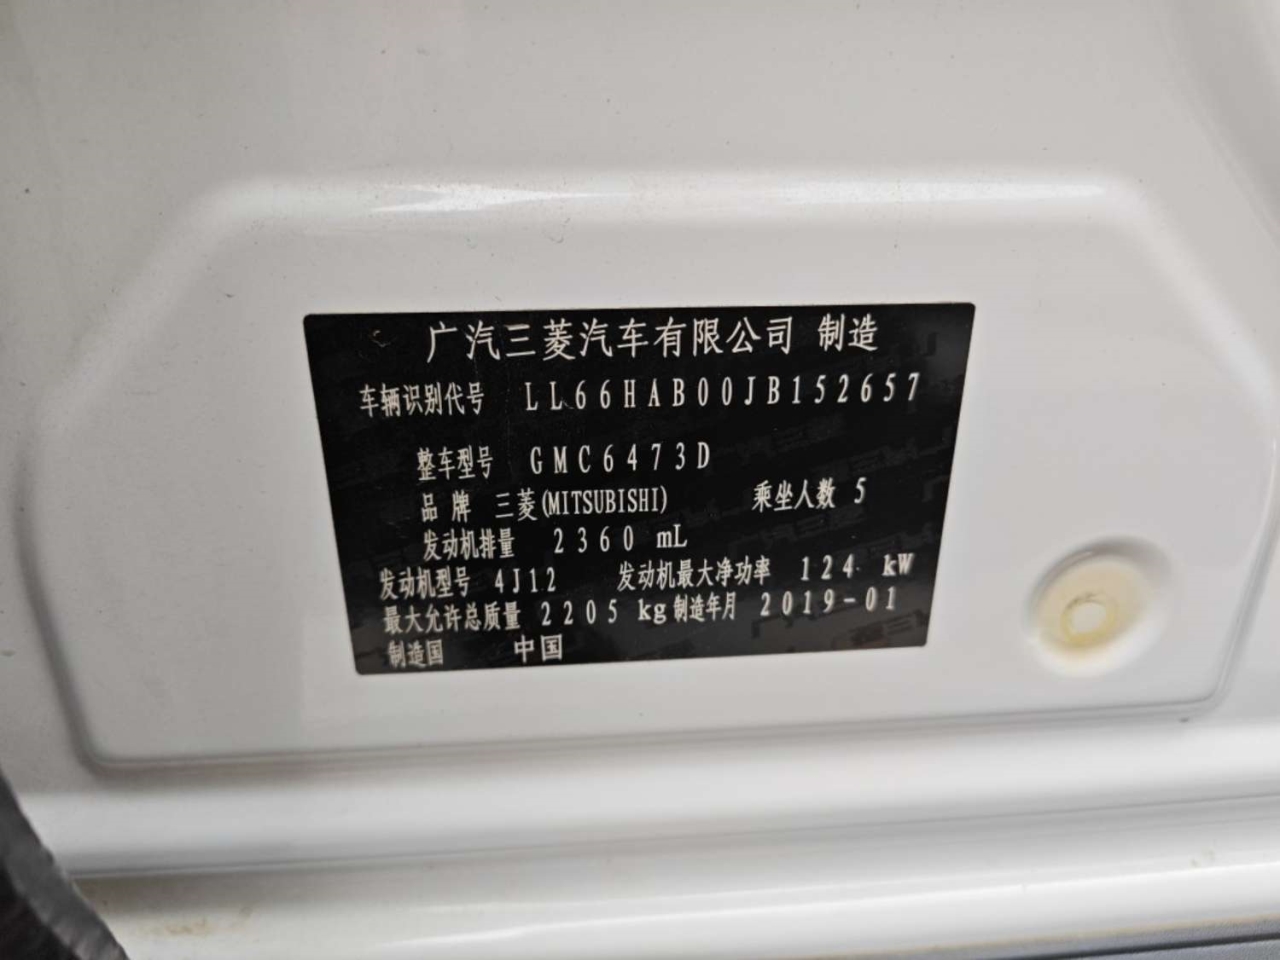 广汽三菱汽车有限公司 制造
车辆识别代号 LL66HAB00JB152657
整车型号 GMC6473D
品牌 三菱(MITSUBISHI) 乘坐人数 5
发动机排量 2360 mL
发动机型号 4J12 发动机最大净功率 124 kW
最大允许总质量 2205 kg 制造年月 2019-01
制造国 中国